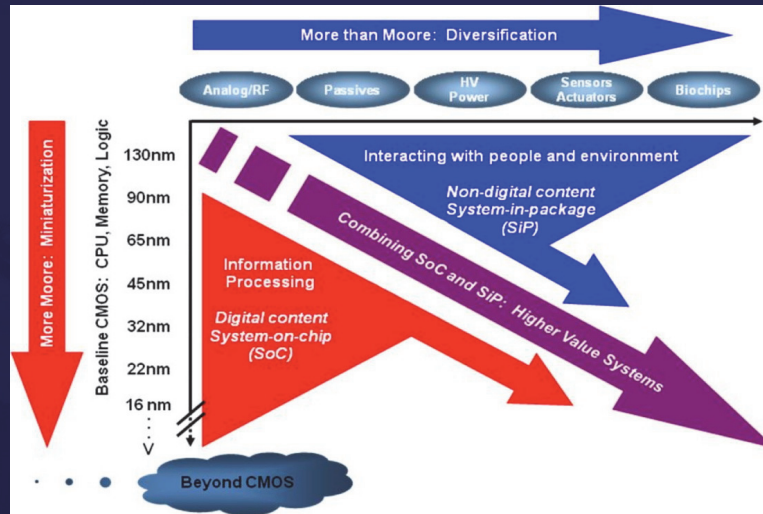 More than Moore: Diversification
Analog/RF
Passives
HV
Power
Sensors
Actuators
Biochips
More Moore: Miniaturization
Baseline CMOS: CPU, Memory, Logic
130nm
90nm
65nm
45nm
32nm
22nm
16 nm
V
Interacting with people and environment
Non-digital content
System-in-package
(SiP)
Combining SoC and SiP: Higher Value Systems
Information
Processing
Digital content
System-on-chip
(SoC)
Beyond CMOS